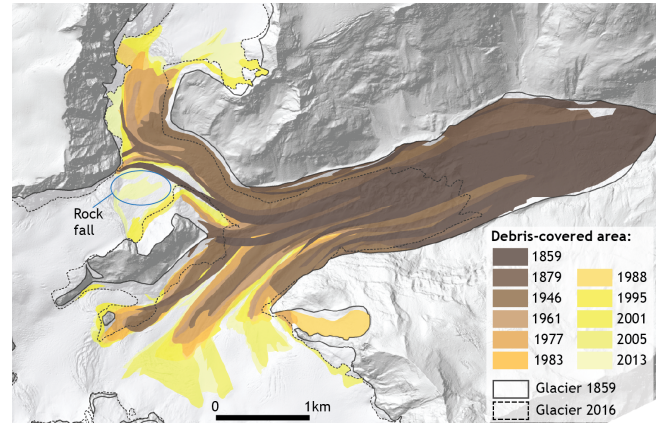 Rock
fall
Debris-covered area:
1859
1879
1946
1961
1977
1983
1988
1995
2001
2005
2013
Glacier 1859
Glacier 2016
0 1km